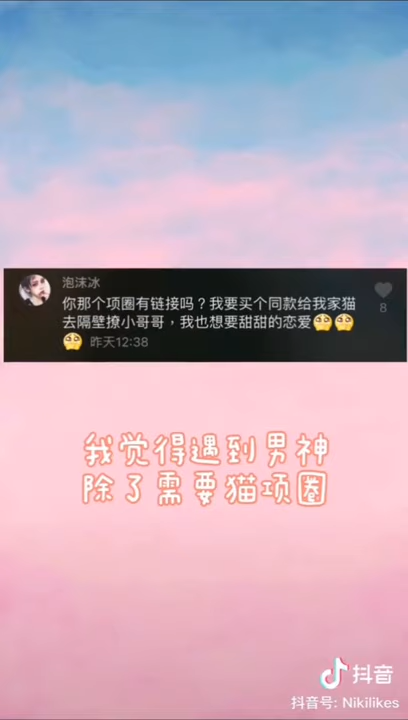 泡沫冰
你那个项圈有链接吗？我要买个同款给我家猫
去隔壁撩小哥哥，我也想要甜甜的恋爱
昨天12:38
8
我觉得遇到男神
除了需要猫项圈
抖音
抖音号: Nikilikes